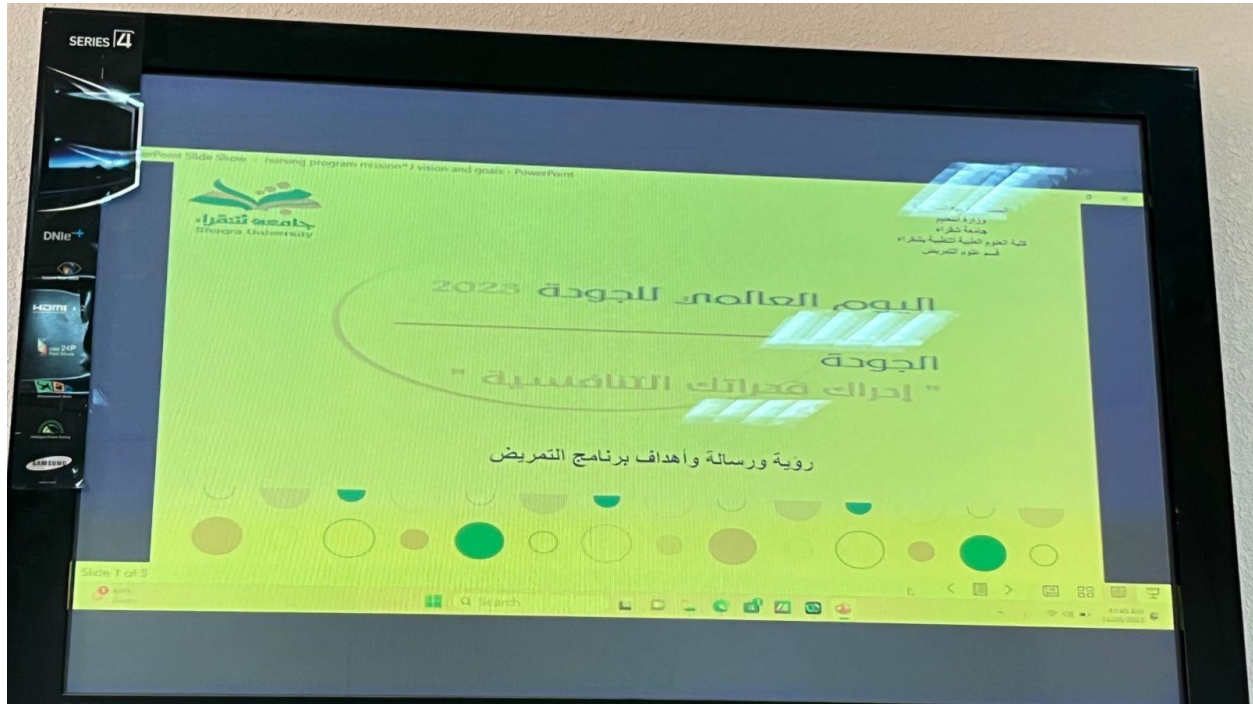 SERIES 4
PowerPoint Slide Show - nursing program mission vision and goals - PowerPoint
جامعة شقراء
Shaqra University
وزارة التعليم
جامعة شقراء
كلية العلوم الطبية التطبيقية بشقراء
قسم علوم التمريض
DNIe+
HDMI
24P
اليوم العالمي للجودة 2023
الجودة
" إدراك قدراتك التنافسية "
رؤية ورسالة وأهداف برنامج التمريض
SAMSUNG
Slide 1 of 9
Search